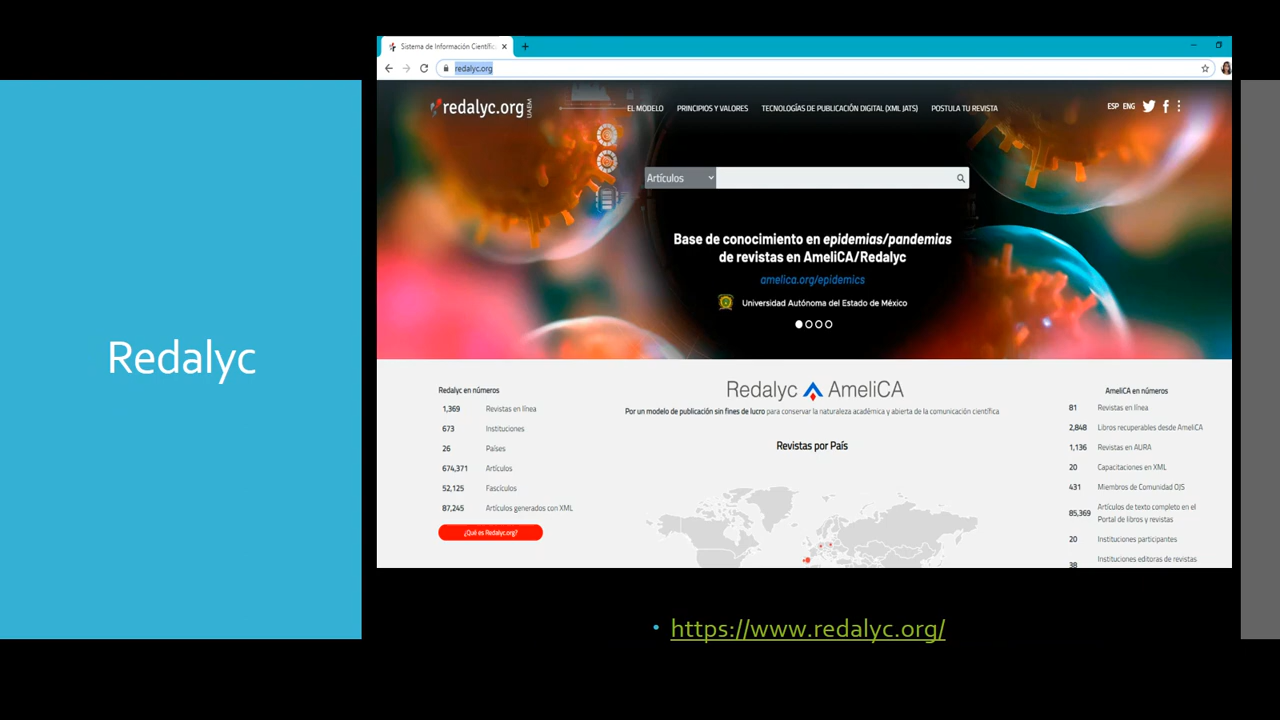 Redalyc
Sistema de Información Científic
redalyc.org
redalyc.org UAEM
EL MODELO PRINCIPIOS Y VALORES TECNOLOGÍAS DE PUBLICACIÓN DIGITAL (XML JATS) POSTULA TU REVISTA
ESP ENG
Artículos
Base de conocimiento en epidemias/pandemias
de revistas en AmeliCA/Redalyc
amelica.org/epidemics
Universidad Autónoma del Estado de México
Redalyc en números
1,369 Revistas en línea
673 Instituciones
26 Países
674,371 Artículos
52,125 Fascículos
87,245 Artículos generados con XML
¿Qué es Redalyc.org?
Redalyc AmeliCA
Por un modelo de publicación sin fines de lucro para conservar la naturaleza académica y abierta de la comunicación científica
Revistas por País
AmeliCA en números
81 Revistas en línea
2,848 Libros recuperables desde AmeliCA
1,136 Revistas en AURA
20 Capacitaciones en XML
431 Miembros de Comunidad OJS
85,369 Artículos de texto completo en el
Portal de libros y revistas
20 Instituciones participantes
38 Instituciones editoras de revistas
• https://www.redalyc.org/